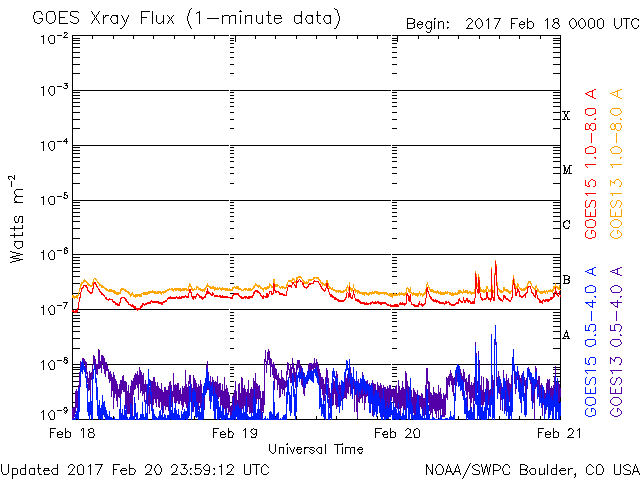 GOES Xray Flux (1-minute data)
Begin: 2017 Feb 18 0000 UTC
10-2
10-3
10-4
10-5
10-6
10-7
10-8
10-9
Watts m-2
X
M
C
B
A
GOES15 1.0-8.0 A
GOES13 1.0-8.0 A
GOES15 0.5-4.0 A
GOES13 0.5-4.0 A
Feb 18
Feb 19
Feb 20
Feb 21
Universal Time
Updated 2017 Feb 20 23:59:12 UTC
NOAA/SWPC Boulder, CO USA